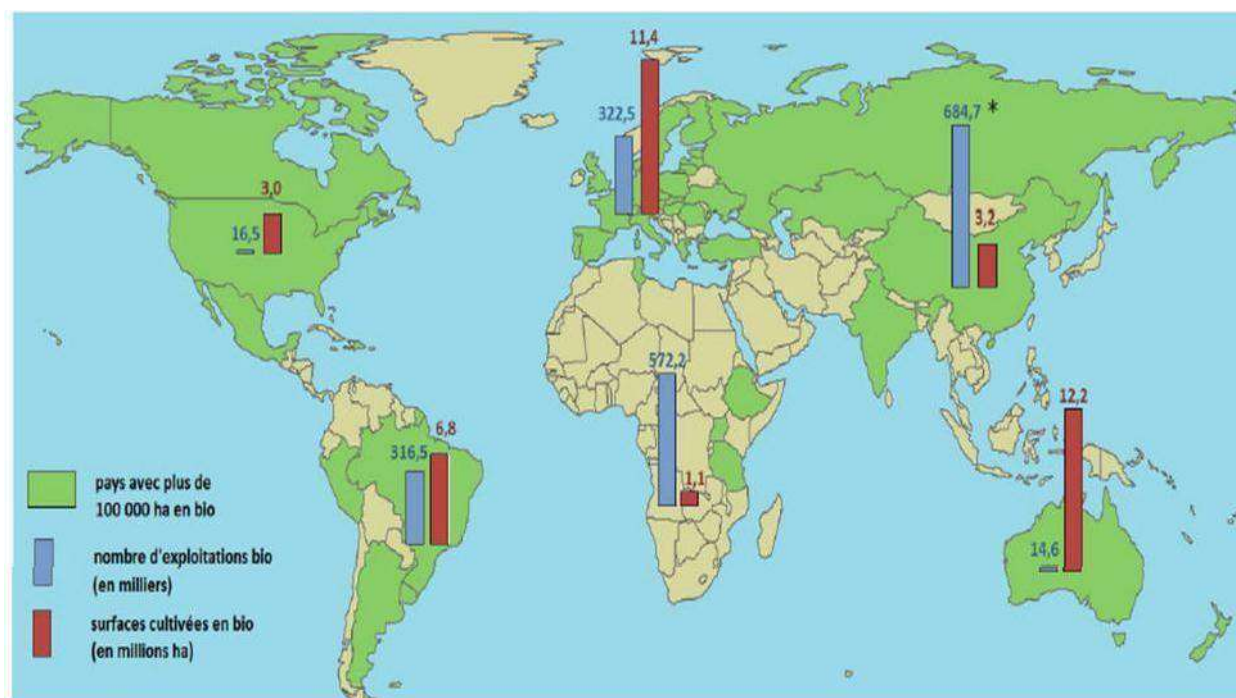 11,4
322,5
684,7 *
3,0
16,5
3,2
572,2
12,2
6,8
316,5
1,1
14,6
pays avec plus de
100 000 ha en bio
nombre d'exploitations bio
(en milliers)
surfaces cultivées en bio
(en millions ha)